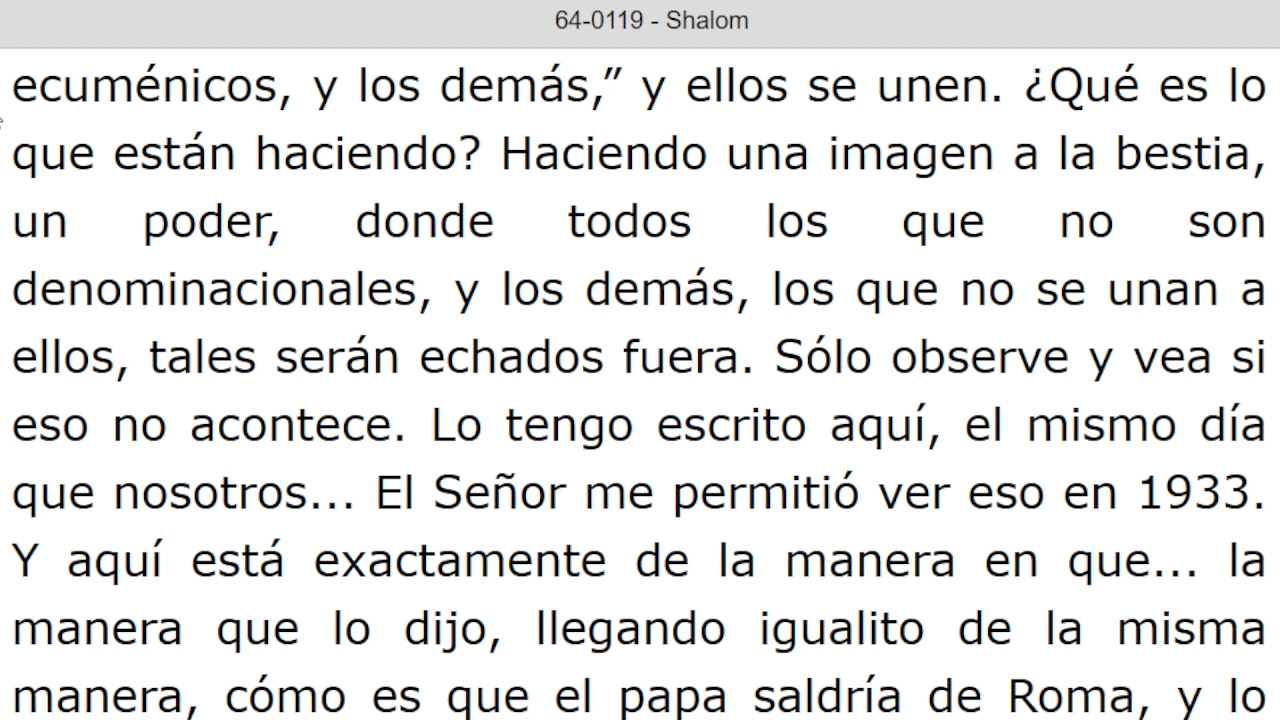 64-0119 - Shalom
ecuménicos, y los demás,” y ellos se unen. ¿Qué es lo
que están haciendo? Haciendo una imagen a la bestia,
un poder, donde todos los que no son
denominacionales, y los demás, los que no se unan a
ellos, tales serán echados fuera. Sólo observe y vea si
eso no acontece. Lo tengo escrito aquí, el mismo día
que nosotros... El Señor me permitió ver eso en 1933.
Y aquí está exactamente de la manera en que... la
manera que lo dijo, llegando igualito de la misma
manera, cómo es que el papa saldría de Roma, y lo